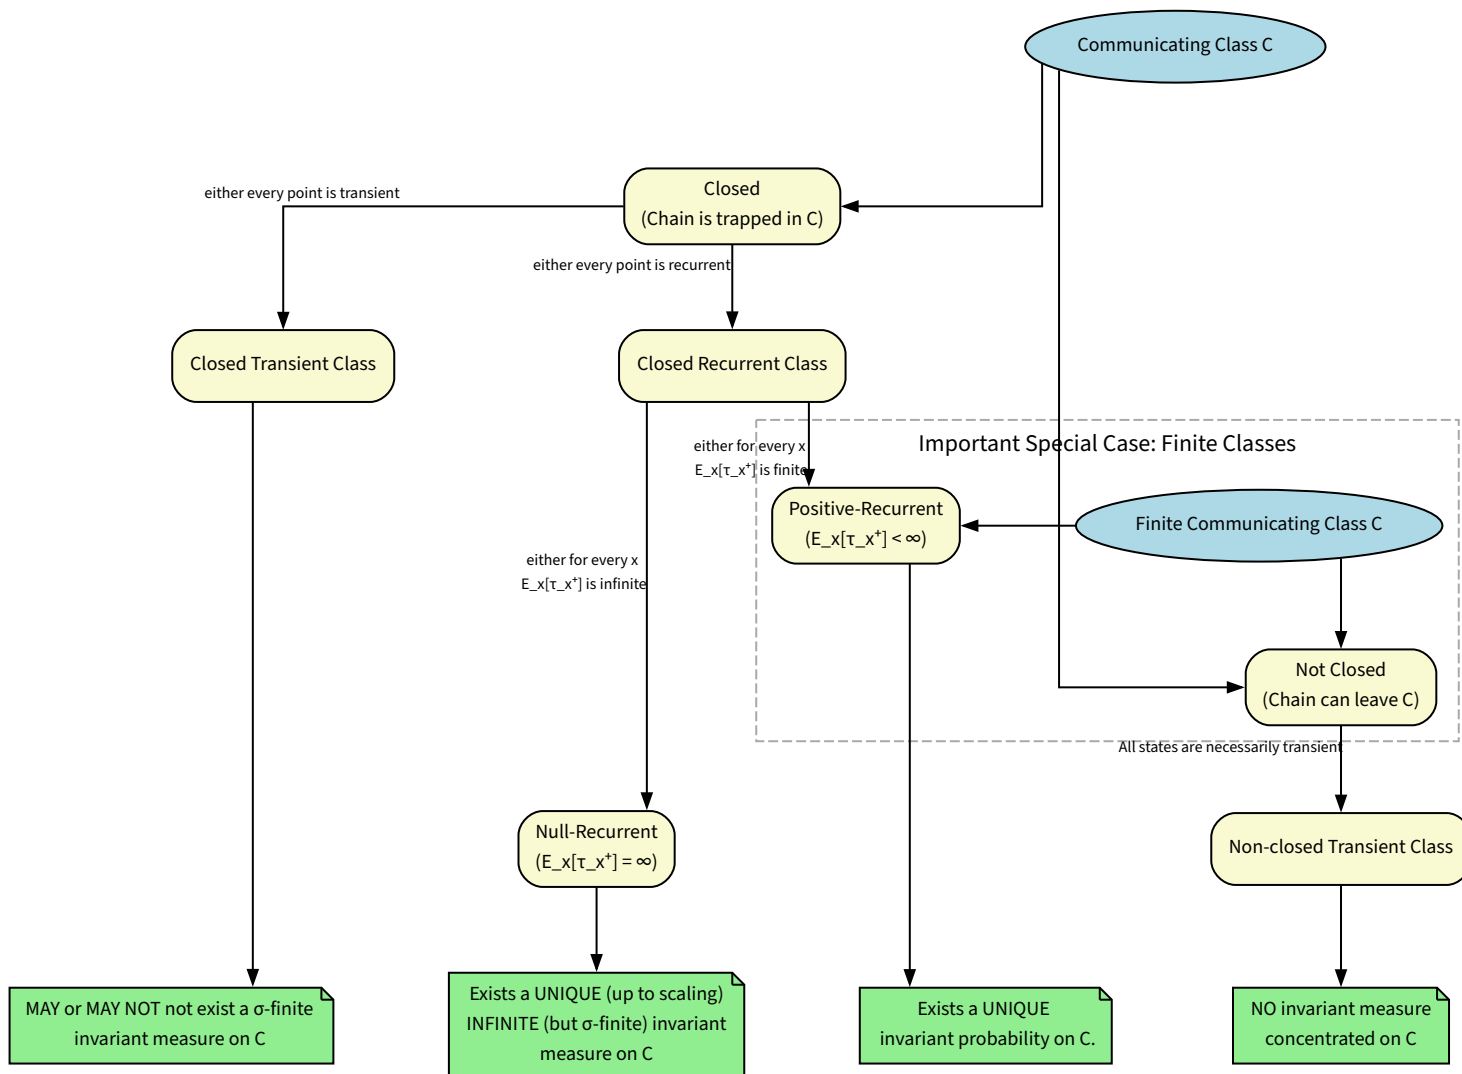 Communicating Class C
Closed
(Chain is trapped in C)
either every point is transient
either every point is recurrent
Closed Transient Class
Closed Recurrent Class
either for every x
E_x[τ_x⁺] is finite
Important Special Case: Finite Classes
Positive-Recurrent
(E_x[τ_x⁺] < ∞)
Finite Communicating Class C
either for every x
E_x[τ_x⁺] is infinite
Not Closed
(Chain can leave C)
All states are necessarily transient
Null-Recurrent
(E_x[τ_x⁺] = ∞)
Non-closed Transient Class
MAY or MAY NOT not exist a σ-finite
invariant measure on C
Exists a UNIQUE (up to scaling)
INFINITE (but σ-finite) invariant
measure on C
Exists a UNIQUE
invariant probability on C.
NO invariant measure
concentrated on C